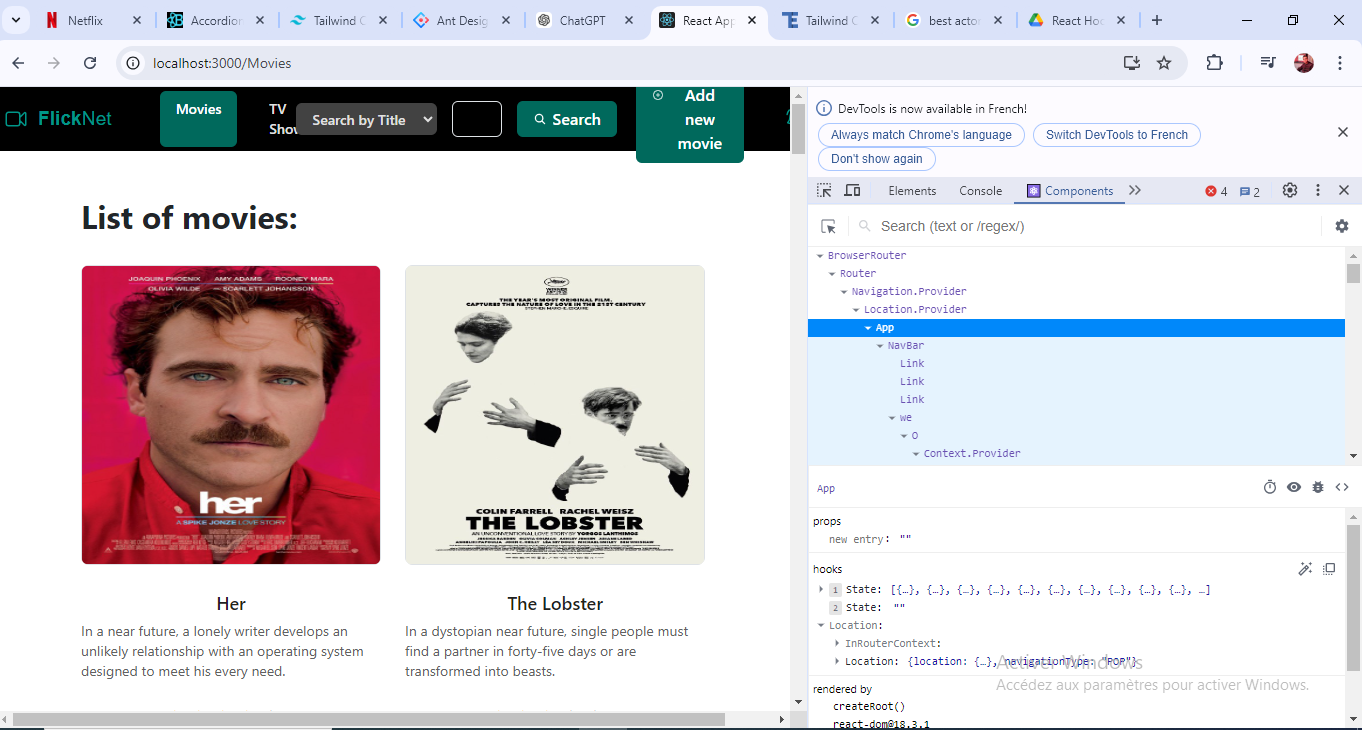 Netflix
Accordion
Tailwind C
Ant Desig
ChatGPT
React App
Tailwind C
best acto
React Hoo
localhost:3000/Movies
FlickNet
Movies
TV
Show
Search by Title
Search
Add
new
movie
List of movies:
JOAQUIN PHOENIX AMY ADAMS ROONEY MARA
OLIVIA WILDE AND SCARLETT JOHANSSON
her
A SPIKE JONZE LOVE STORY
THE YEAR'S MOST ORIGINAL FILM.
CAPTURES THE NATURE OF LOVE IN THE 21ST CENTURY
COLIN FARRELL RACHEL WEISZ
THE LOBSTER
AN UNCONVENTIONAL LOVE STORY BY YORGOS LANTHIMOS
Her
In a near future, a lonely writer develops an
unlikely relationship with an operating system
designed to meet his every need.
The Lobster
In a dystopian near future, single people must
find a partner in forty-five days or are
transformed into beasts.
DevTools is now available in French!
Always match Chrome's language
Switch DevTools to French
Don't show again
Elements
Console
Components
4
2
Search (text or /regex/)
BrowserRouter
Router
Navigation.Provider
Location.Provider
App
NavBar
Link
Link
Link
we
O
Context.Provider
App
props
new entry: ""
hooks
1 State: [{…}, {…}, {…}, {…}, {…}, {…}, {…}, {…}, {…}, {…}, …]
2 State: ""
Location:
InRouterContext:
Location: {location: {…}, navigationType: "POP"}
Activer Windows
Accédez aux paramètres pour activer Windows.
rendered by
createRoot()
react-dom@18.3.1